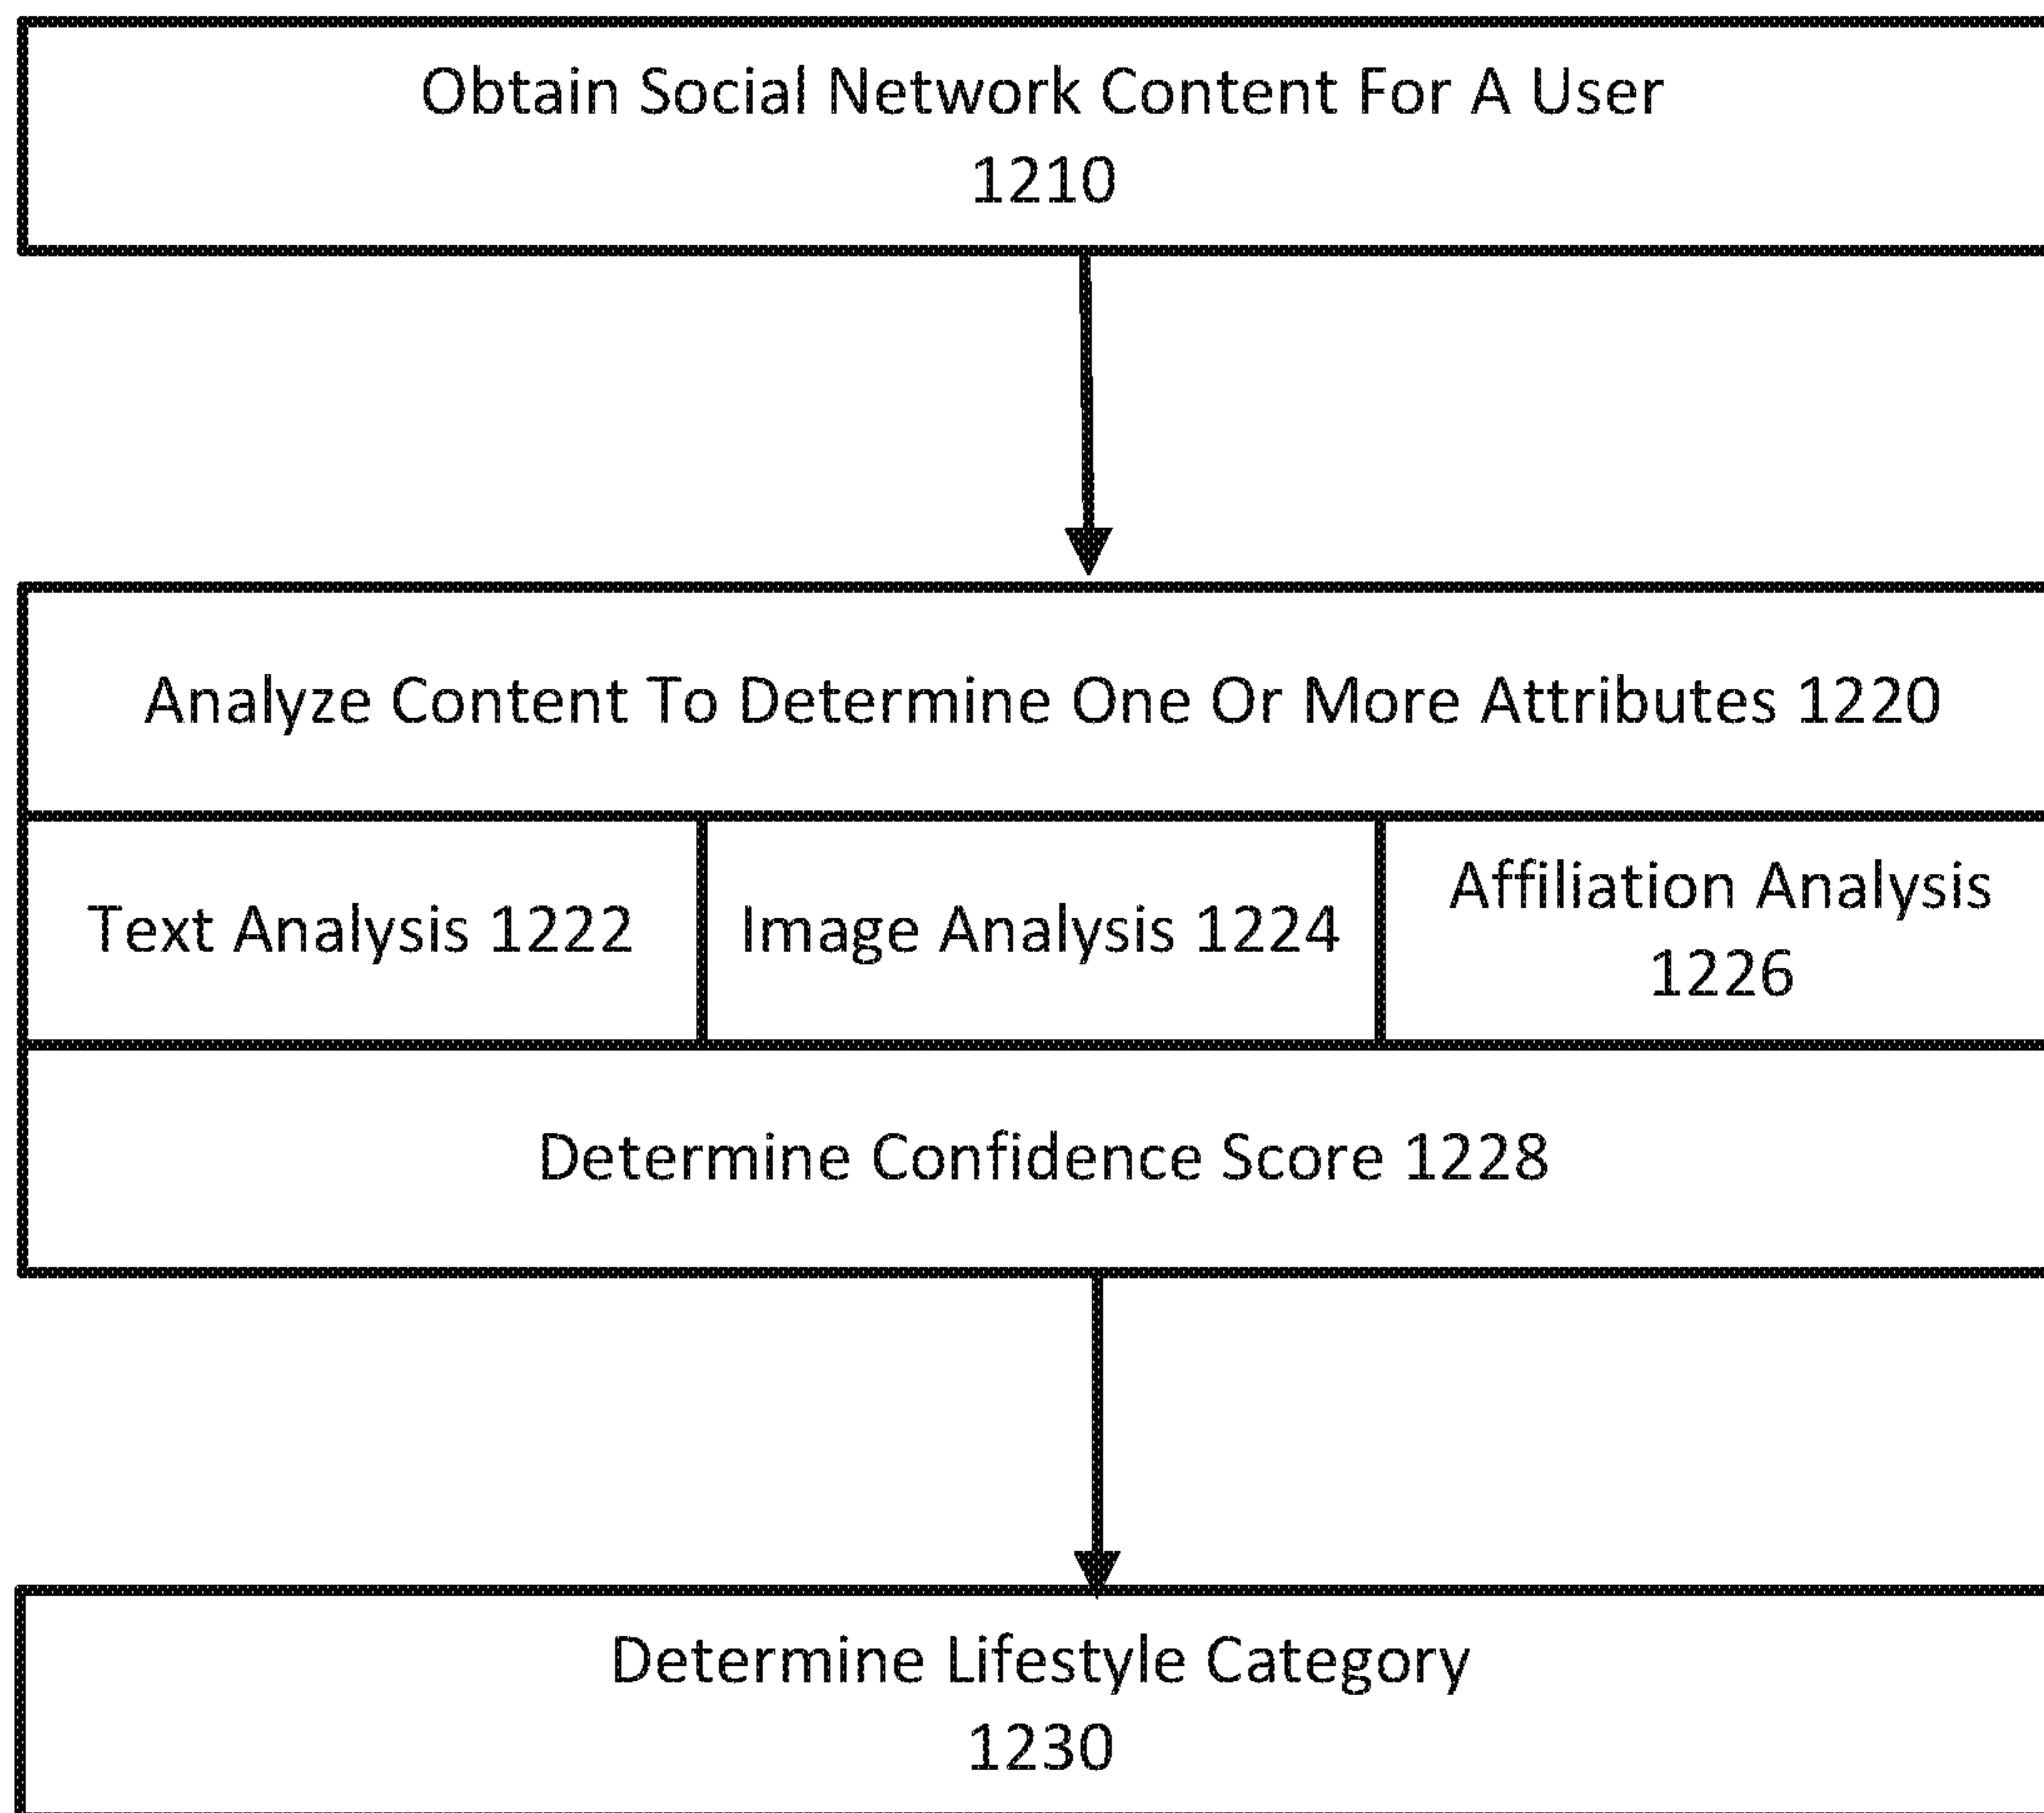 Obtain Social Network Content For A User
1210
Analyze Content To Determine One Or More Attributes 1220
Text Analysis 1222
Image Analysis 1224
Affiliation Analysis
1226
Determine Confidence Score 1228
Determine Lifestyle Category
1230